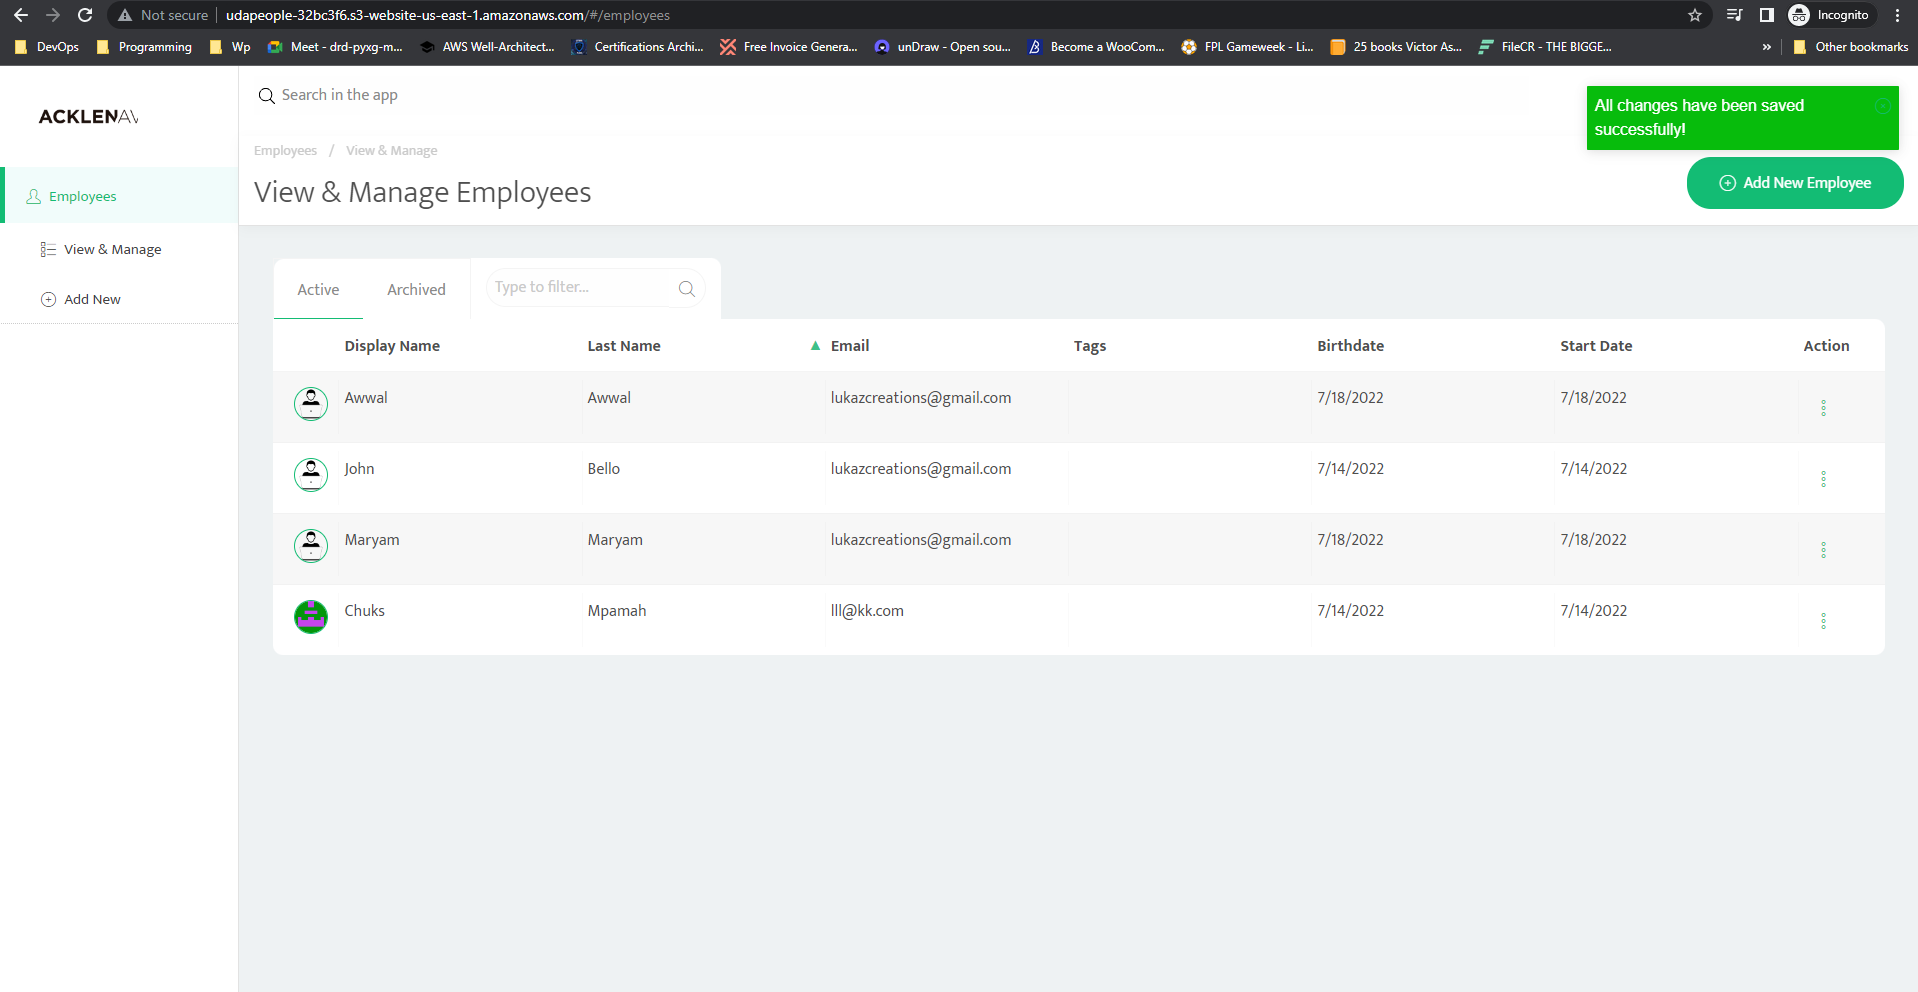 Not secure udapeople-32bc3f6.s3-website-us-east-1.amazonaws.com/#/employees Incognito
DevOps Programming Wp Meet - drd-pyxg-m... AWS Well-Architect... Certifications Archi... Free Invoice Genera... unDraw - Open sou... Become a WooCom... FPL Gameweek - Li... 25 books Victor As... FileCR - THE BIGGE... » Other bookmarks
Search in the app
All changes have been saved
successfully!
ACKLENAV
Employees / View & Manage
View & Manage Employees
Add New Employee
Employees
View & Manage
Add New
Active Archived Type to filter...
Display Name Last Name ▲ Email Tags Birthdate Start Date Action
Awwal Awwal lukazcreations@gmail.com 7/18/2022 7/18/2022
John Bello lukazcreations@gmail.com 7/14/2022 7/14/2022
Maryam Maryam lukazcreations@gmail.com 7/18/2022 7/18/2022
Chuks Mpamah lll@kk.com 7/14/2022 7/14/2022